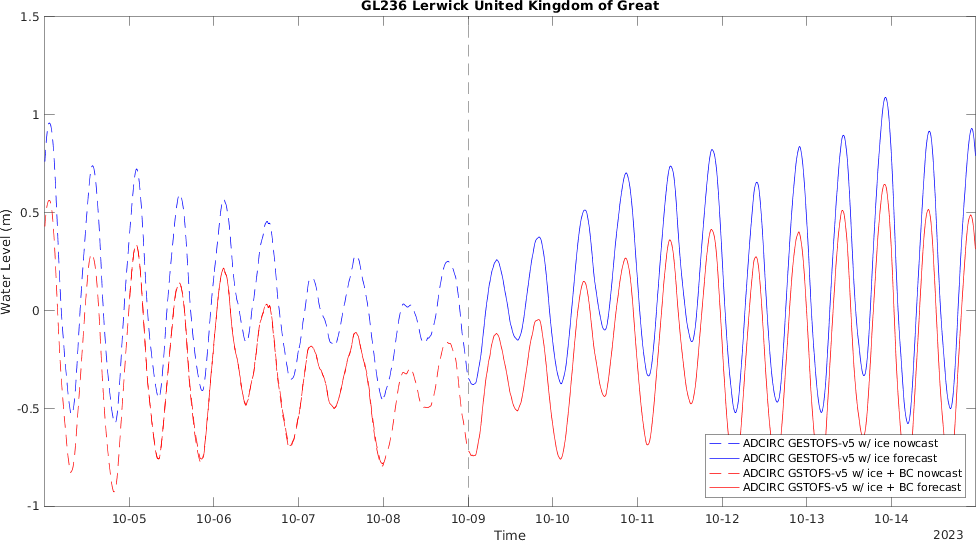 GL236 Lerwick United Kingdom of Great
1.5
1
0.5
0
-0.5
-1
Water Level (m)
10-05 10-06 10-07 10-08 10-09 10-10 10-11 10-12 10-13 10-14
Time
2023
ADCIRC GESTOFS-v5 w/ ice nowcast
ADCIRC GESTOFS-v5 w/ ice forecast
ADCIRC GSTOFS-v5 w/ ice + BC nowcast
ADCIRC GSTOFS-v5 w/ ice + BC forecast